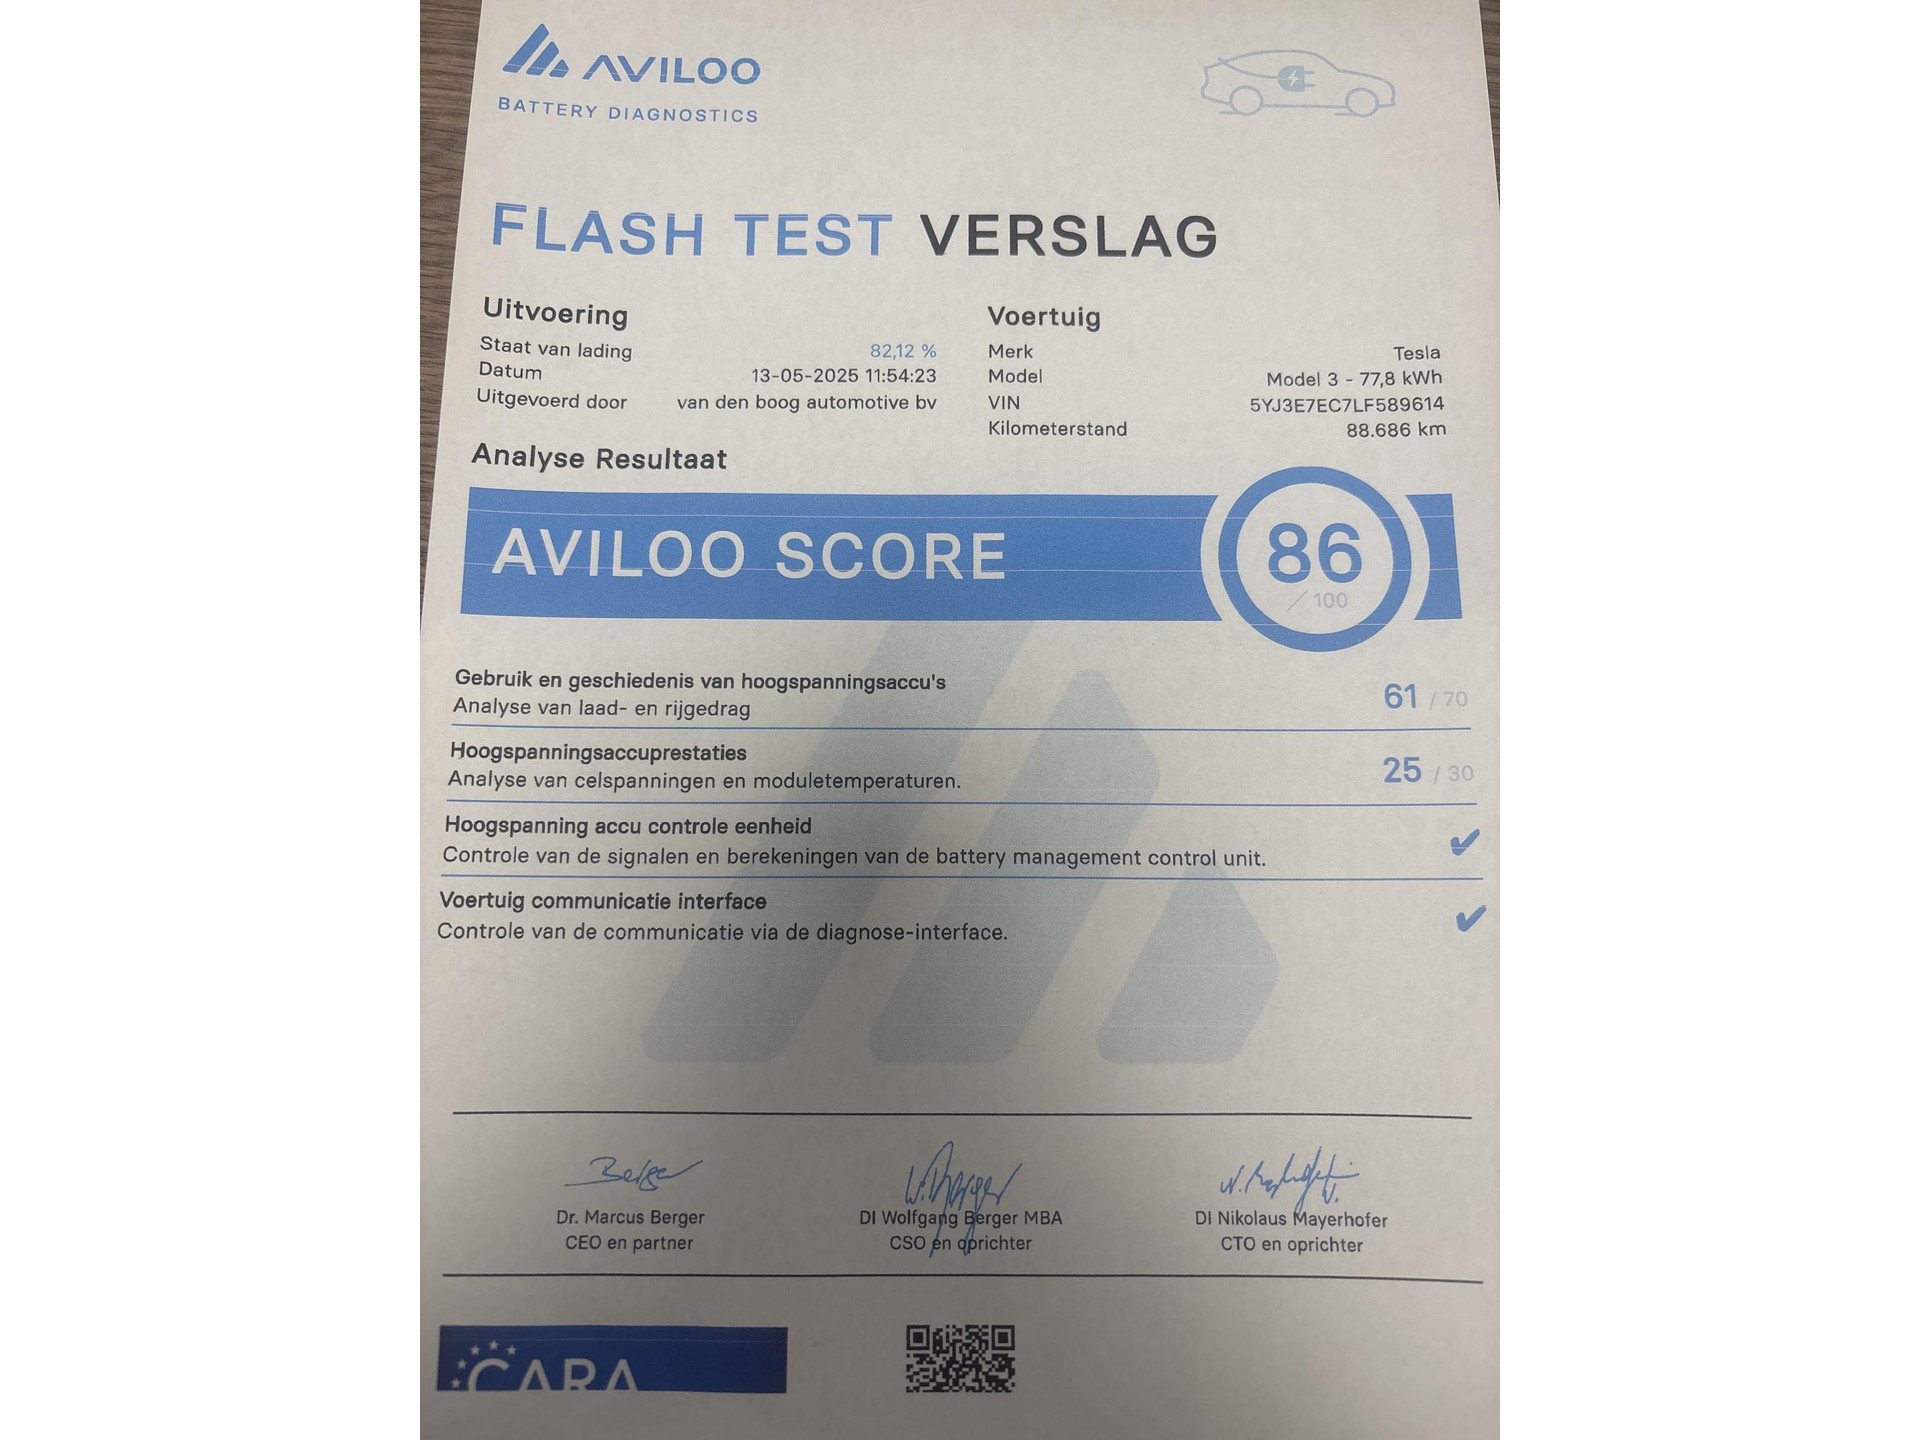 AVILOO
BATTERY DIAGNOSTICS
FLASH TEST VERSLAG
Uitvoering
Staat van lading 82,12 %
Datum 13-05-2025 11:54:23
Uitgevoerd door van den boog automotive bv
Voertuig
Merk Tesla
Model Model 3 - 77,8 kWh
VIN 5YJ3E7EC7LF589614
Kilometerstand 88.686 km
Analyse Resultaat
AVILOO SCORE 86 / 100
Gebruik en geschiedenis van hoogspanningsaccu's
Analyse van laad- en rijgedrag
61 / 70
Hoogspanningsaccuprestaties
Analyse van celspanningen en moduletemperaturen.
25 / 30
Hoogspanning accu controle eenheid
Controle van de signalen en berekeningen van de battery management control unit.
Voertuig communicatie interface
Controle van de communicatie via de diagnose-interface.
Berger
W. Berger
Dr. Marcus Berger
CEO en partner
DI Wolfgang Berger MBA
CSO en oprichter
DI Nikolaus Mayerhofer
CTO en oprichter
CARA